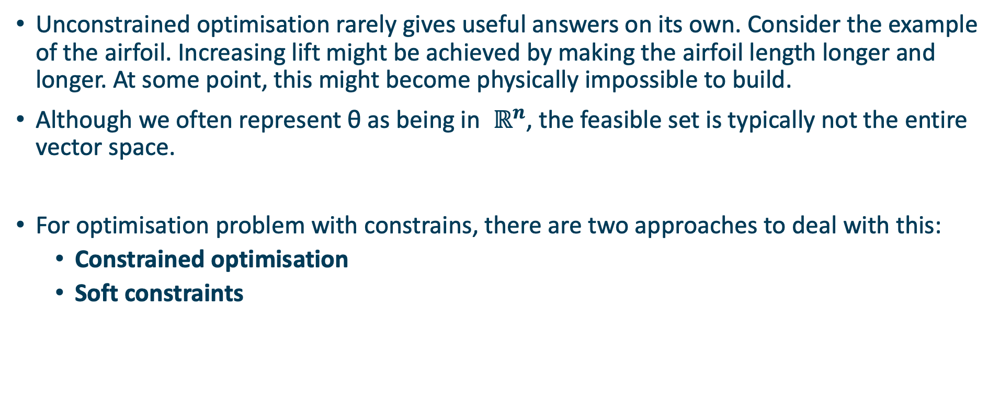 • Unconstrained optimisation rarely gives useful answers on its own. Consider the example
of the airfoil. Increasing lift might be achieved by making the airfoil length longer and
longer. At some point, this might become physically impossible to build.
• Although we often represent θ as being in ℝⁿ, the feasible set is typically not the entire
vector space.
• For optimisation problem with constrains, there are two approaches to deal with this:
• Constrained optimisation
• Soft constraints